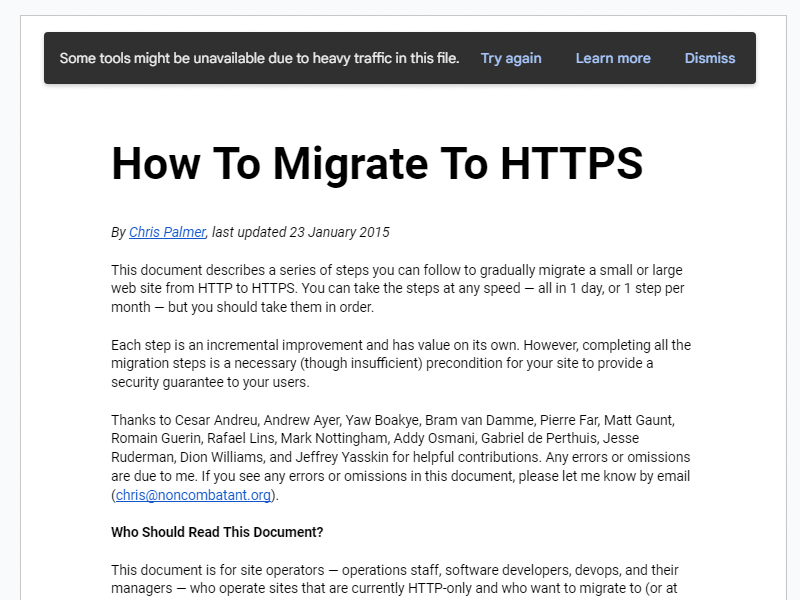 Some tools might be unavailable due to heavy traffic in this file. Try again Learn more Dismiss
How To Migrate To HTTPS
By Chris Palmer, last updated 23 January 2015
This document describes a series of steps you can follow to gradually migrate a small or large
web site from HTTP to HTTPS. You can take the steps at any speed — all in 1 day, or 1 step per
month — but you should take them in order.
Each step is an incremental improvement and has value on its own. However, completing all the
migration steps is a necessary (though insufficient) precondition for your site to provide a
security guarantee to your users.
Thanks to Cesar Andreu, Andrew Ayer, Yaw Boakye, Bram van Damme, Pierre Far, Matt Gaunt,
Romain Guerin, Rafael Lins, Mark Nottingham, Addy Osmani, Gabriel de Perthuis, Jesse
Ruderman, Dion Williams, and Jeffrey Yasskin for helpful contributions. Any errors or omissions
are due to me. If you see any errors or omissions in this document, please let me know by email
(chris@noncombatant.org).
Who Should Read This Document?
This document is for site operators — operations staff, software developers, devops, and their
managers — who operate sites that are currently HTTP-only and who want to migrate to (or at